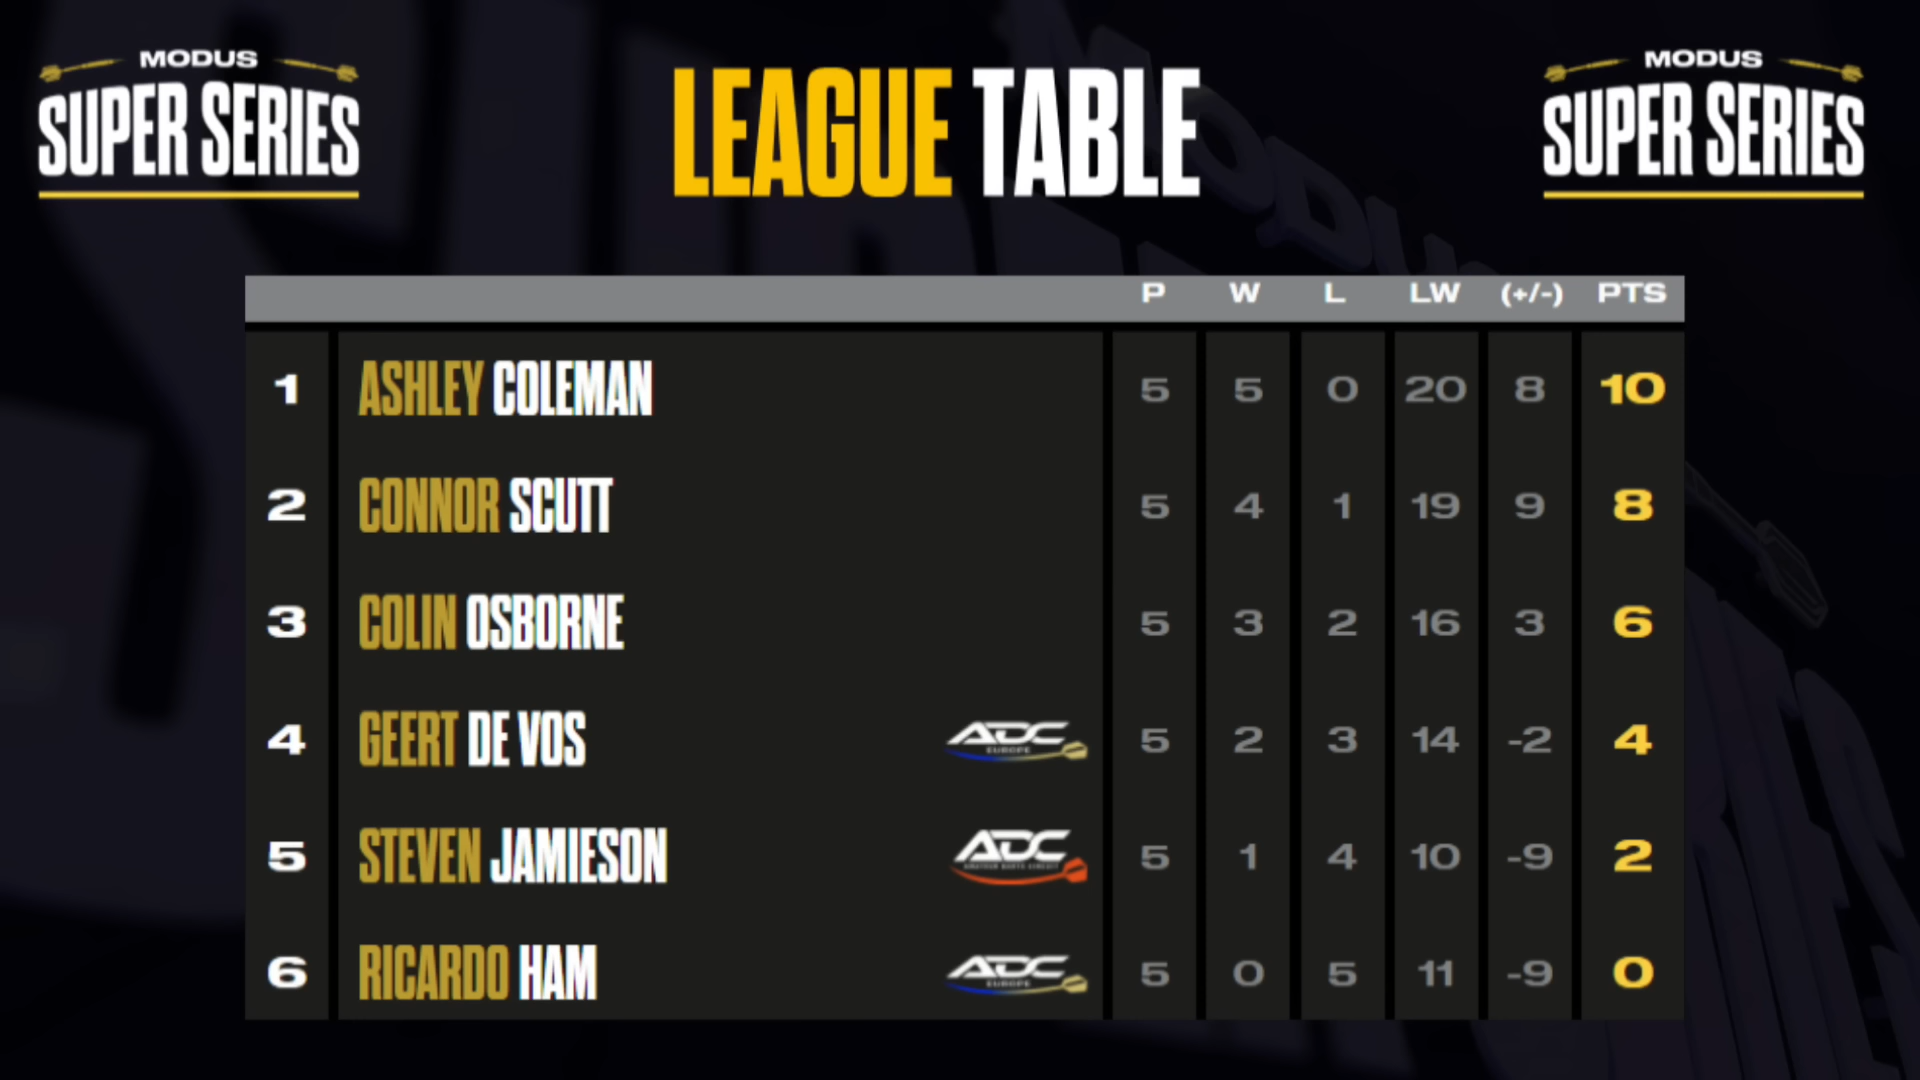 MODUS
SUPER SERIES
LEAGUE TABLE
MODUS
SUPER SERIES
P W L LW (+/-) PTS
1 ASHLEY COLEMAN 5 5 0 20 8 10
2 CONNOR SCUTT 5 4 1 19 9 8
3 COLIN OSBORNE 5 3 2 16 3 6
4 GEERT DE VOS ADC EUROPE 5 2 3 14 -2 4
5 STEVEN JAMIESON ADC 5 1 4 10 -9 2
6 RICARDO HAM ADC EUROPE 5 0 5 11 -9 0